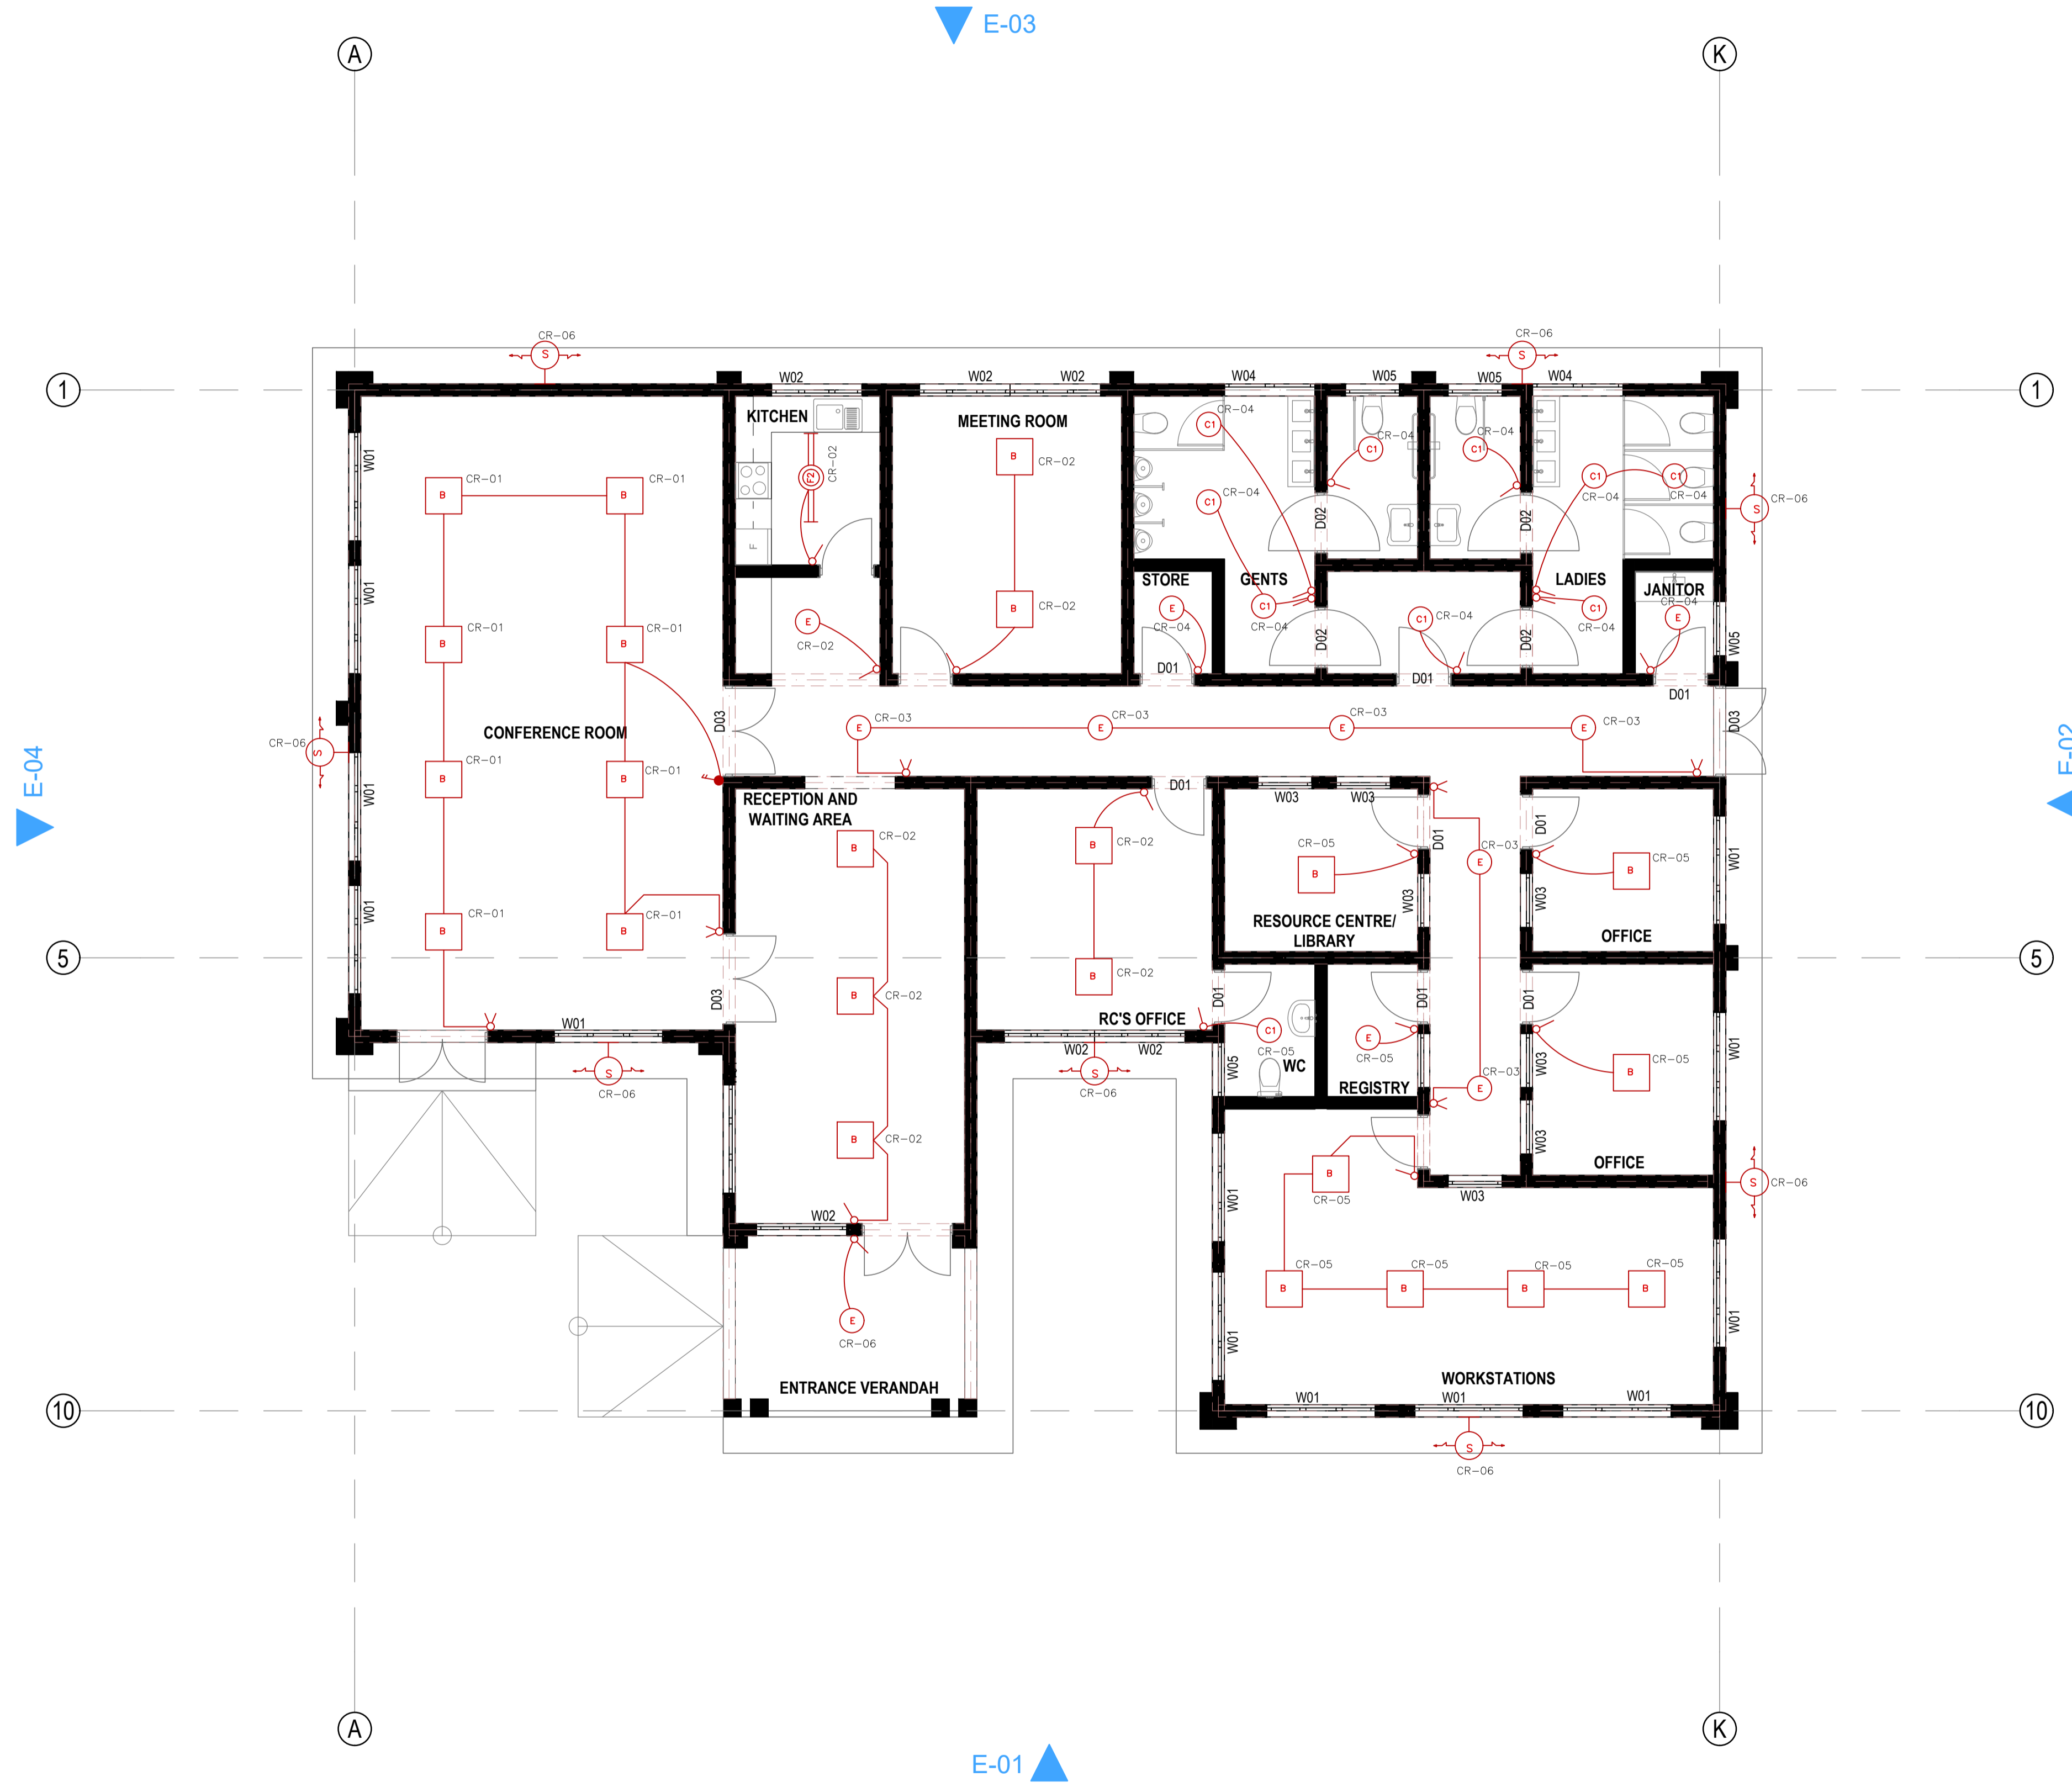 E-03
A
K
CR-06
CR-06
S
S
1
1
W02
W02
W02
W04
W05
W05
W04
KITCHEN
MEETING ROOM
CR-04
C1
CR-04
C1
CR-04
C1
W01
B
CR-02
F2
CR-02
B
CR-01
B
CR-01
C1
CR-04
C1
CR-04
CR-06
S
C1
CR-04
D02
D02
F
W01
STORE
GENTS
LADIES
JANITOR
B
CR-02
E
CR-04
C1
CR-04
C1
CR-04
CR-04
E
E
CR-02
C1
CR-04
B
CR-01
B
CR-01
D02
D02
W05
D01
D01
D01
CONFERENCE ROOM
D03
E
CR-03
E
CR-03
E
CR-03
E
CR-03
D03
CR-06
S
E-04
E-02
B
CR-01
B
CR-01
W01
D01
W03
W03
RECEPTION AND
WAITING AREA
B
CR-02
B
CR-02
CR-05
B
D01
CR-03
E
D01
B
CR-05
W01
W01
W03
W03
B
CR-01
B
CR-01
RESOURCE CENTRE/
LIBRARY
OFFICE
5
5
B
CR-02
D03
B
CR-02
D01
D01
D01
RC'S OFFICE
W01
C1
CR-05
E
CR-05
W02
W02
W05
WC
W03
W01
S
CR-06
S
CR-06
REGISTRY
CR-03
E
B
CR-05
B
CR-02
W03
OFFICE
B
CR-05
W03
S
CR-06
W01
W02
B
CR-05
B
CR-05
B
CR-05
B
CR-05
E
CR-06
W01
W01
ENTRANCE VERANDAH
WORKSTATIONS
W01
W01
W01
10
10
S
CR-06
A
K
E-01